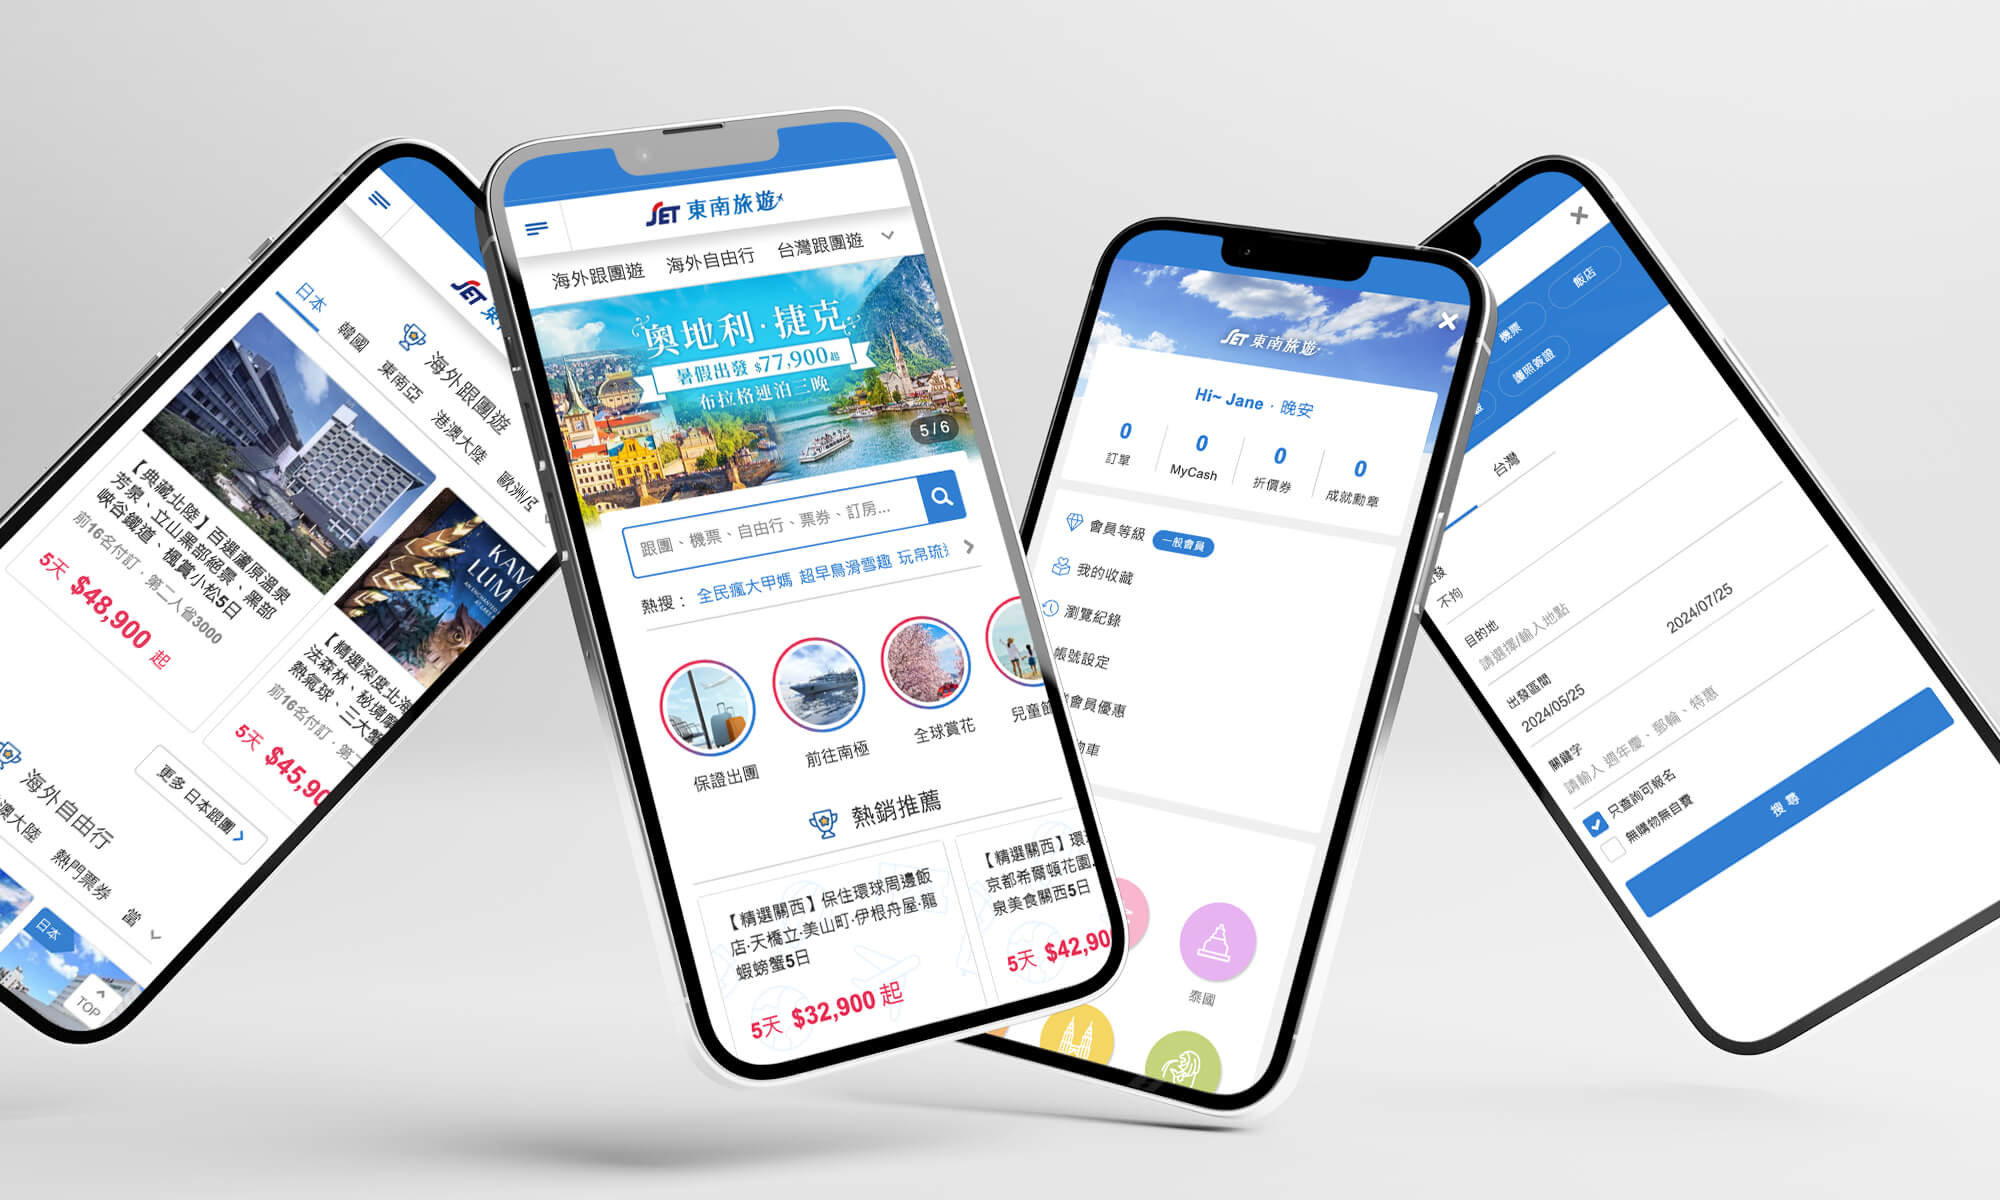 SET 東南旅遊
日本
韓國
東南亞
港澳大陸
歐洲/亞
海外跟團遊
【典藏北陸】百選蘆原溫泉
芳泉、立山黑部絕景、黑部
峽谷鐵道、楓賞小松5日
前16名付訂．第二人省3000
5天 $48,900 起
KAM
LUM
【精選深度北海
法森林、秘境摩
熱氣球、三大蟹
前16名付訂．第二
5天 $45,90
更多日本跟團
海外自由行
澳大陸
熱門票券
當
日本
TOP
SET 東南旅遊
海外跟團遊 海外自由行 台灣跟團遊
奧地利·捷克
暑假出發 $77,900起
布拉格連泊三晚
5 / 6
跟團、機票、自由行、票券、訂房...
熱搜： 全民瘋大甲媽 超早鳥滑雪趣 玩帛琉
保證出團
前往南極
全球賞花
兒童節
熱銷推薦
【精選關西】保住環球周邊飯
店·天橋立·美山町·伊根舟屋·龍
蝦螃蟹5日
5天 $32,900 起
【精選關西】環
京都希爾頓花園
泉美食關西5日
5天 $42,90
SET 東南旅遊
Hi~ Jane．晚安
0
訂單
0
MyCash
0
折價券
0
成就勳章
會員等級 一般會員
我的收藏
瀏覽紀錄
帳號設定
會員優惠
物車
泰國
飯店
機票
護照簽證
台灣
不拘
目的地
請選擇/輸入地點
出發區間
2024/05/25
2024/07/25
關鍵字
請輸入 週年慶、郵輪、特惠
只查詢可報名
無購物無自費
搜尋